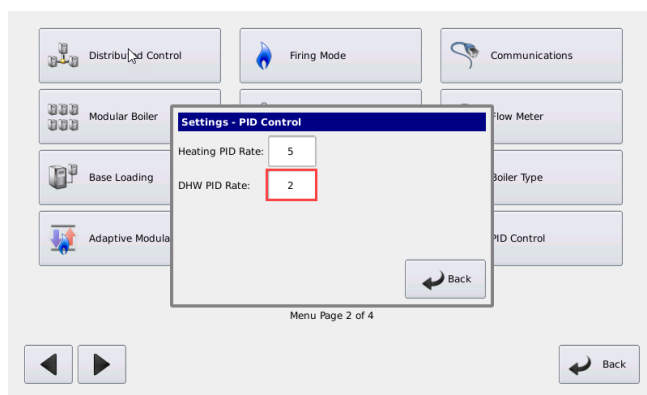 Distributed Control
Firing Mode
Communications
Modular Boiler
Flow Meter
Settings - PID Control
Heating PID Rate: 5
DHW PID Rate: 2
Back
Base Loading
Boiler Type
Adaptive Modula
PID Control
Menu Page 2 of 4
Back